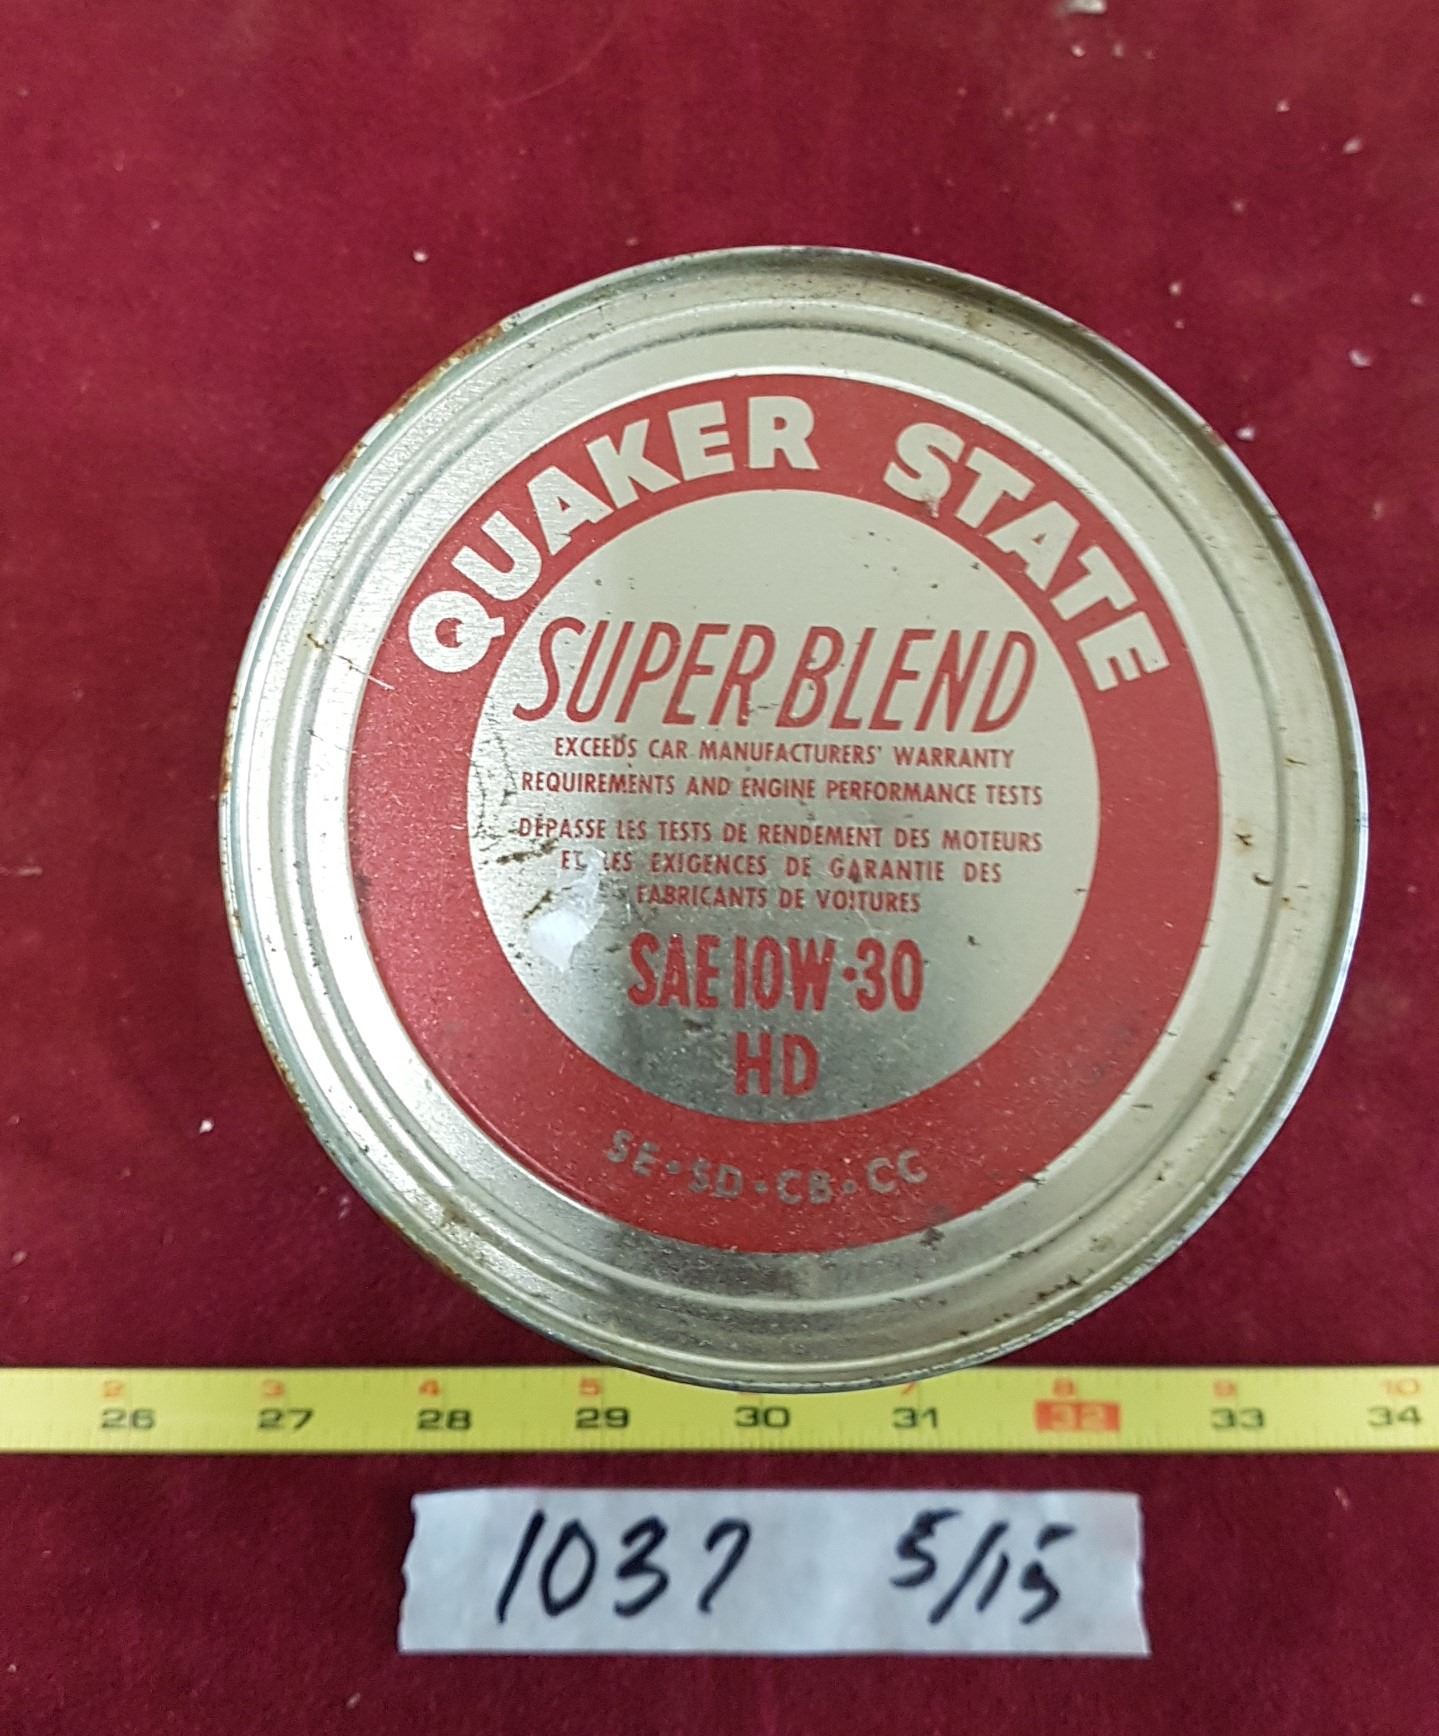 QUAKER STATE
SUPER BLEND
EXCEEDS CAR MANUFACTURERS' WARRANTY
REQUIREMENTS AND ENGINE PERFORMANCE TESTS
DÉPASSE LES TESTS DE RENDEMENT DES MOTEURS
ET LES EXIGENCES DE GARANTIE DES
FABRICANTS DE VOITURES
SAE 10W-30
HD
SE • SD • CB • CC
2 3 4 5 7 8 9 10
26 27 28 29 30 31 32 33 34
1037 5/15